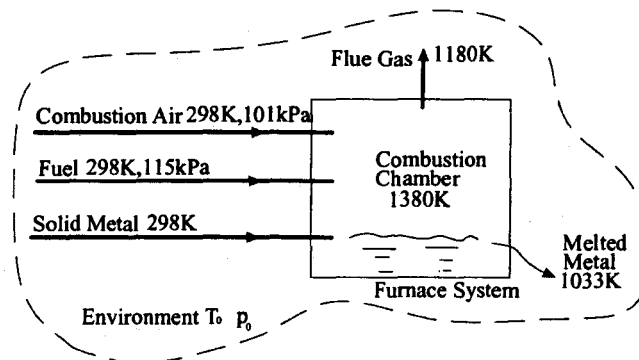 Flue Gas
1180K
Combustion Air 298K,101kPa
Fuel 298K,115kPa
Combustion
Chamber
1380K
Solid Metal 298K
Melted
Metal
1033K
Furnace System
Environment T₀ p₀